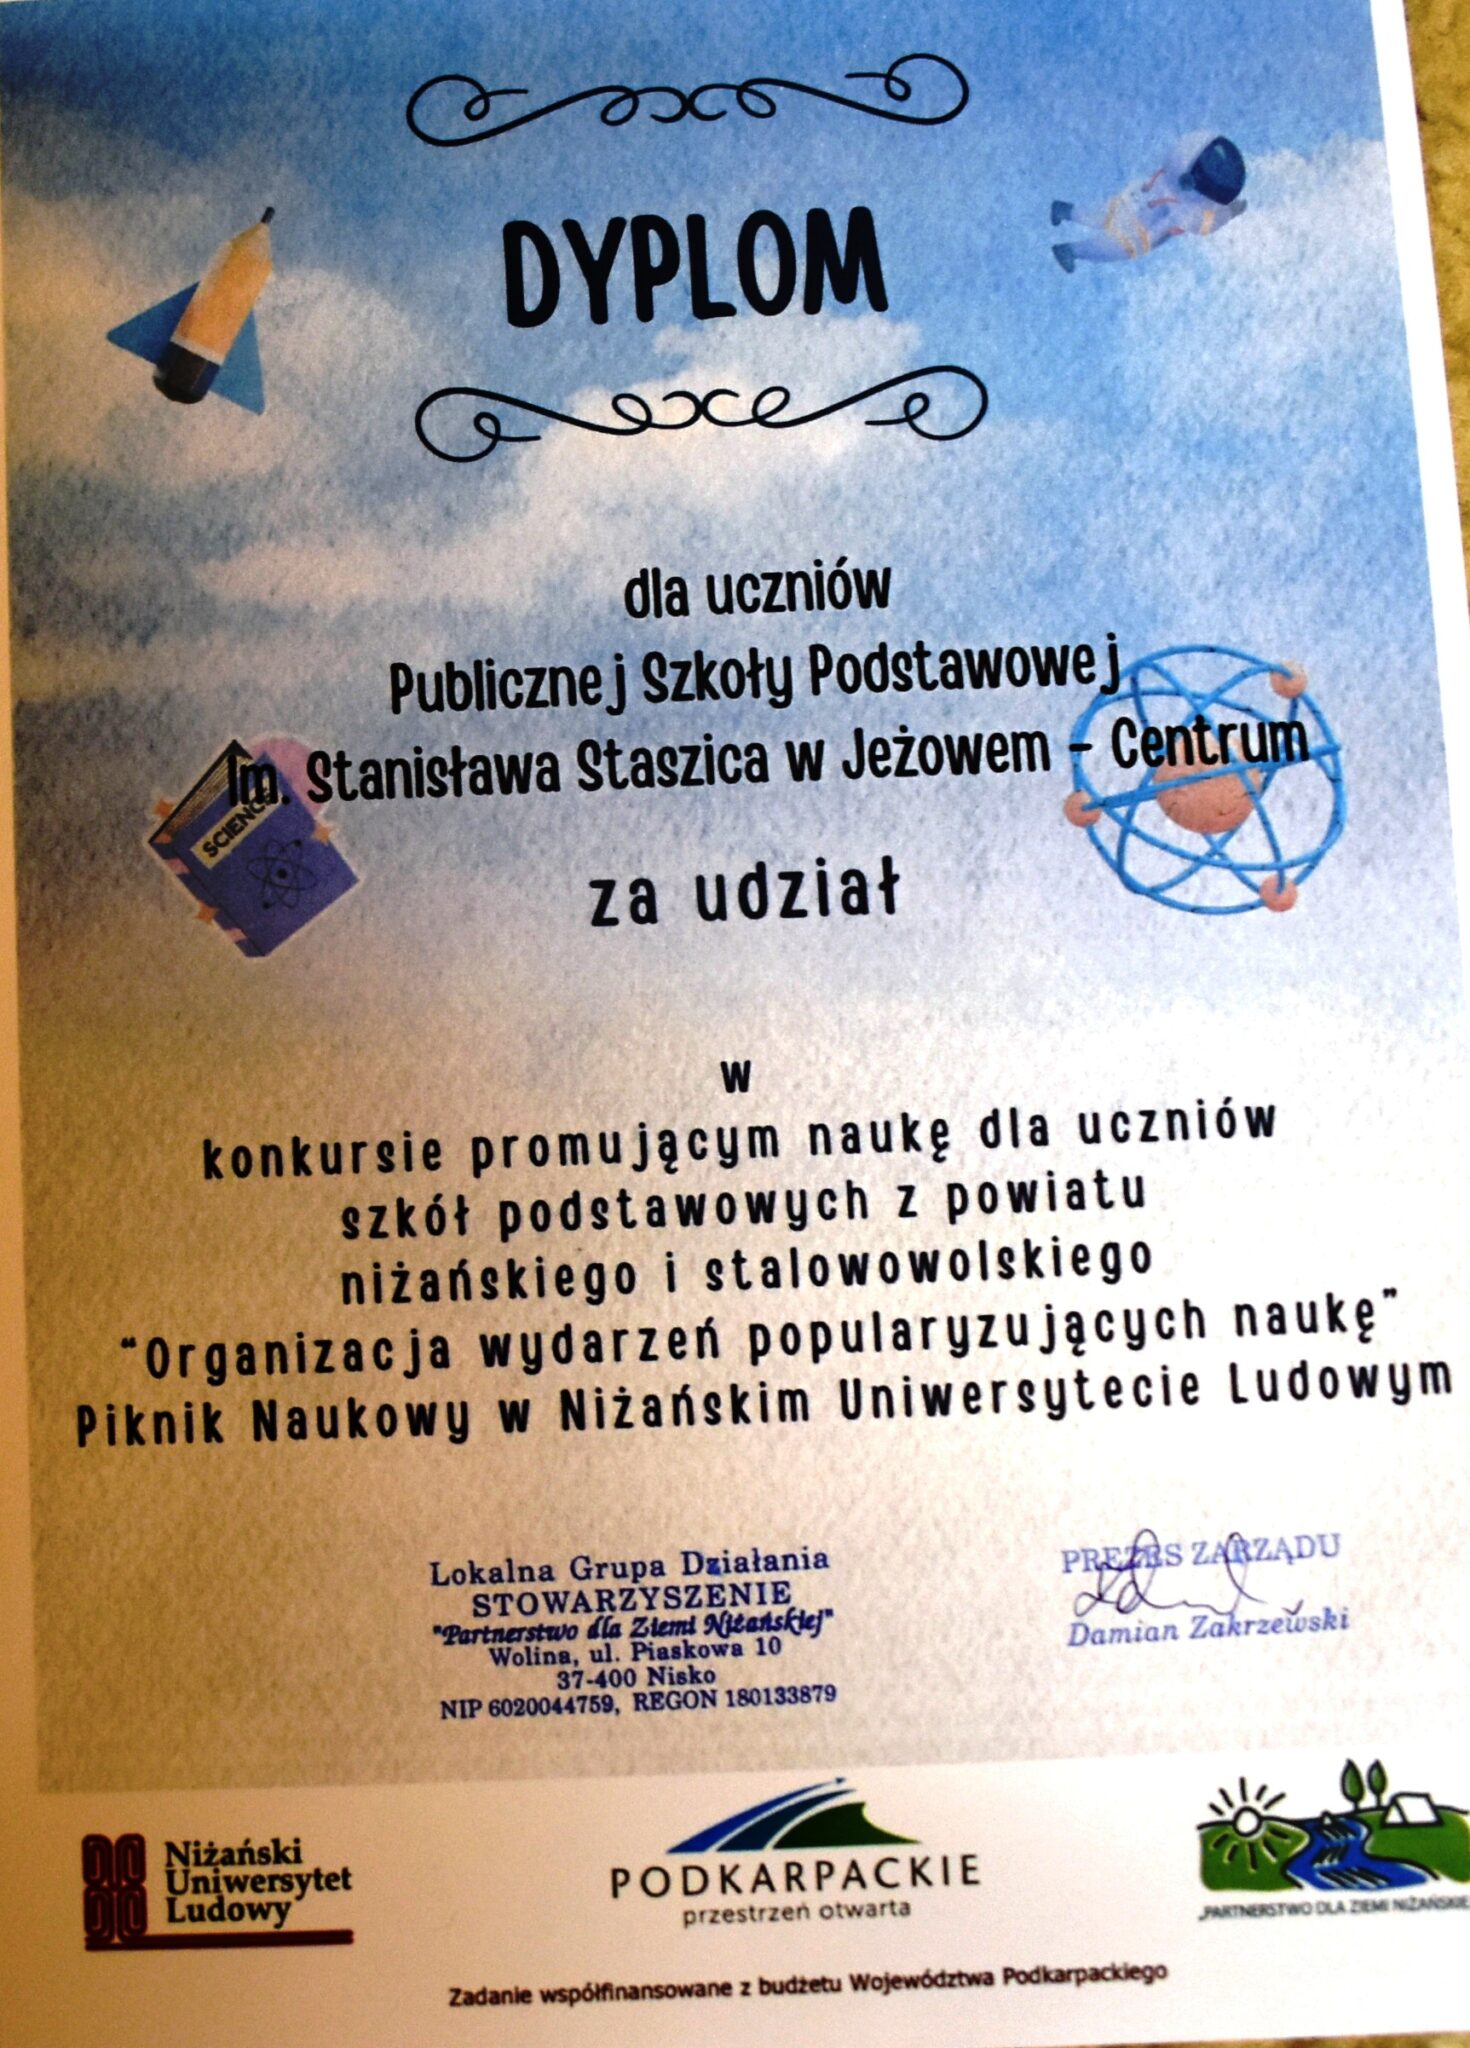 DYPLOM
dla uczniów
Publicznej Szkoły Podstawowej
Im. Stanisława Staszica w Jeżowem - Centrum
SCIENCE
za udział
w
konkursie promującym naukę dla uczniów
szkół podstawowych z powiatu
niżańskiego i stalowowolskiego
“Organizacja wydarzeń popularyzujących naukę”
Piknik Naukowy w Niżańskim Uniwersytecie Ludowym
Lokalna Grupa Działania
STOWARZYSZENIE
"Partnerstwo dla Ziemi Niżańskiej"
Wolina, ul. Piaskowa 10
37-400 Nisko
NIP 6020044759, REGON 180133879
PREZES ZARZĄDU
Damian Zakrzewski
Niżański
Uniwersytet
Ludowy
PODKARPACKIE
przestrzeń otwarta
„PARTNERSTWO DLA ZIEMI NIŻAŃSKIE
Zadanie współfinansowane z budżetu Województwa Podkarpackiego